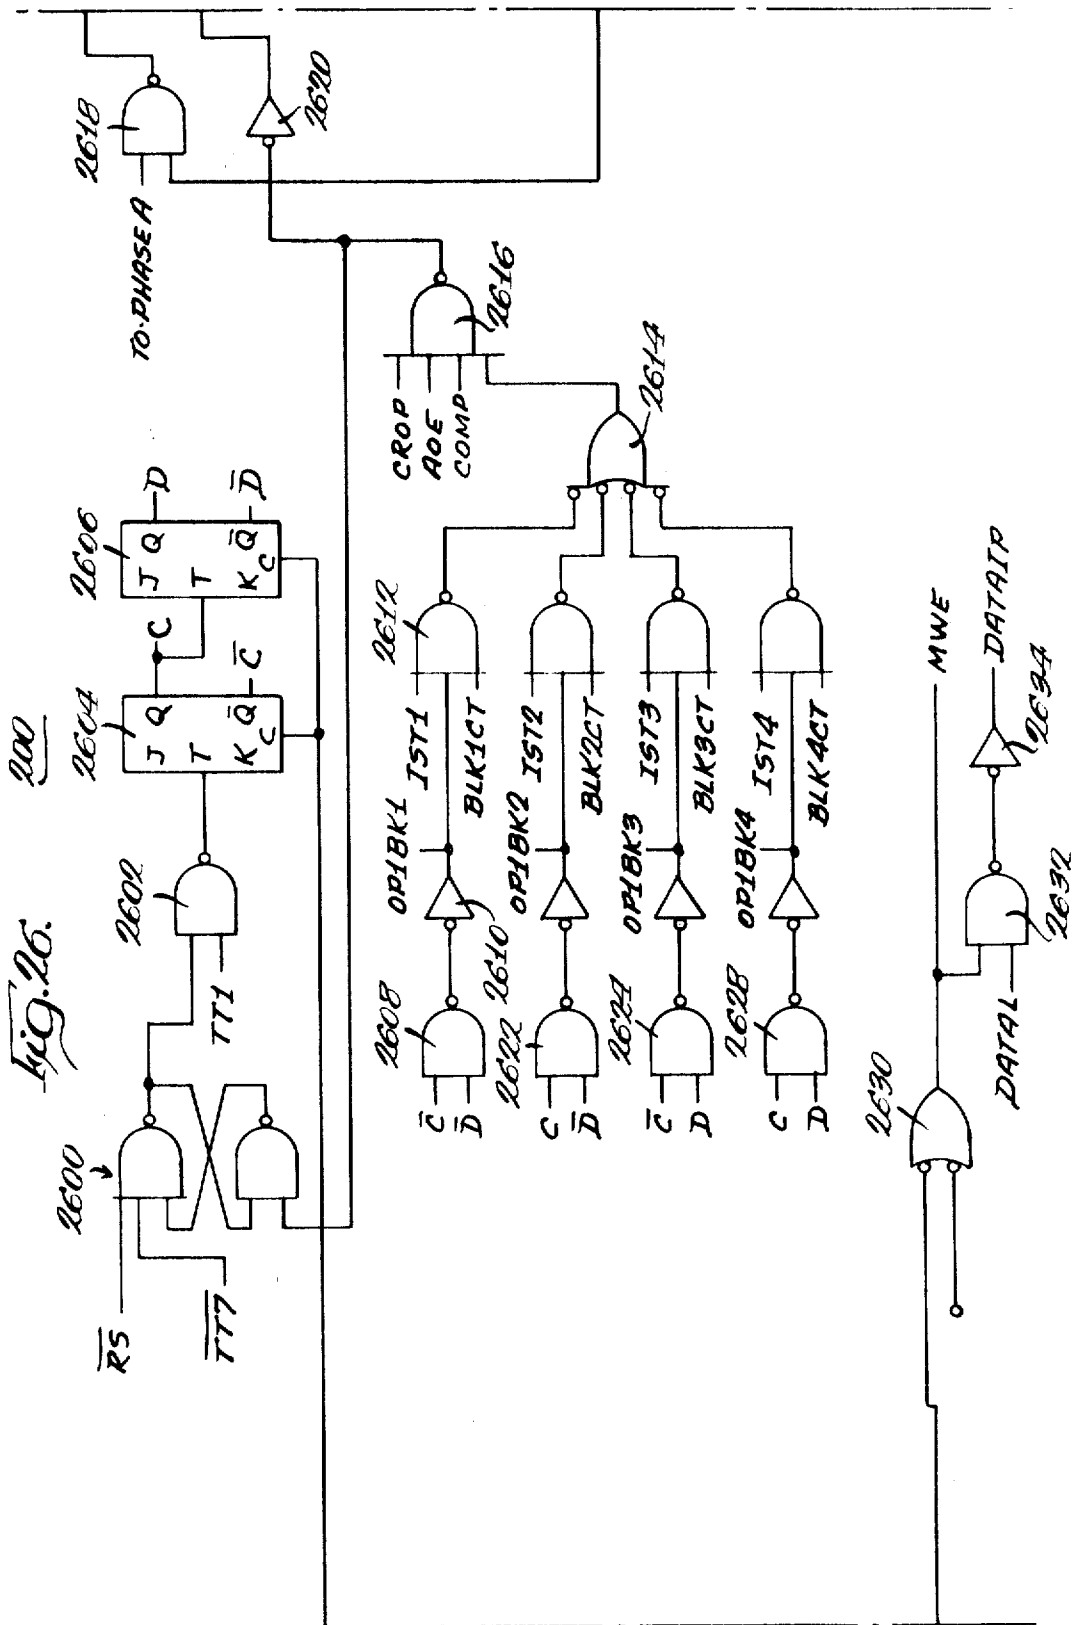 Fig. 26.
200
2600
R̅S̅
T̅T̅7̅
2602
TT1
2604
J Q
T
K C Q̅
C
C̅
2606
J Q
T
K C Q̅
D
D̅
2618
TO·PHASE A
2620
2616
CROP
AOE
COMP
2614
2608
C̅
D̅
2610
OP1BK1
2612
IST1
BLK1CT
2622
C
D̅
OP1BK2
IST2
BLK2CT
2624
C̅
D
OP1BK3
IST3
BLK3CT
2628
C
D
OP1BK4
IST4
BLK4CT
2630
MWE
DATAL
2632
2634
DATAIP